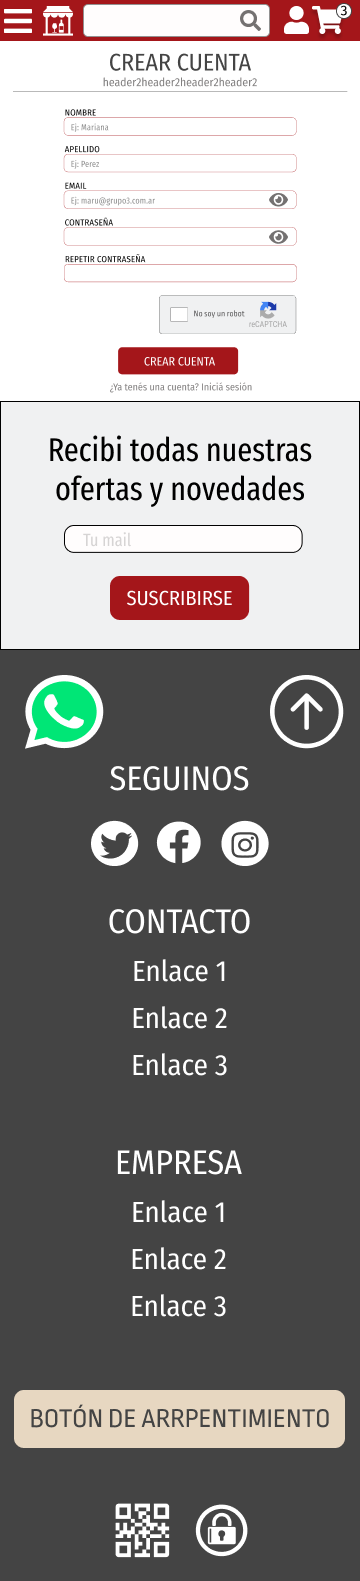 3
CREAR CUENTA
header2header2header2header2
NOMBRE
Ej: Mariana
APELLIDO
Ej: Perez
EMAIL
Ej: maru@grupo3.com.ar
CONTRASEÑA
REPETIR CONTRASEÑA
No soy un robot
reCAPTCHA
CREAR CUENTA
¿Ya tenés una cuenta? Iniciá sesión
Recibi todas nuestras
ofertas y novedades
Tu mail
SUSCRIBIRSE
SEGUINOS
CONTACTO
Enlace 1
Enlace 2
Enlace 3
EMPRESA
Enlace 1
Enlace 2
Enlace 3
BOTÓN DE ARRPENTIMIENTO